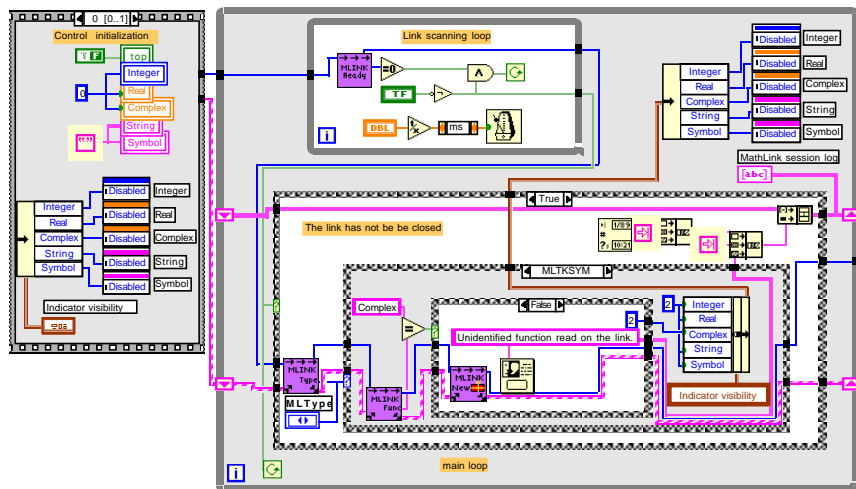 0 [0..1]
Control initialization
F
top
Integer
0
Real
Complex
String
Symbol
Integer
Real
Complex
String
Symbol
Disabled
Disabled
Disabled
Disabled
Disabled
Integer
Real
Complex
String
Symbol
Indicator visibility
Link scanning loop
MLINK
Ready
=0
TF
DBL
1/x
ms
i
Integer
Real
Complex
String
Symbol
Disabled
Disabled
Disabled
Disabled
Disabled
Integer
Real
Complex
String
Symbol
MathLink session log
[abc]
True
The link has not be be closed
MLTKSYM
Complex
=
False
2
Unidentified function read on the link.
2
Integer
Real
Complex
String
Symbol
MLINK
Type
MLType
MLINK
Func
MLINK
New
Indicator visibility
main loop
i